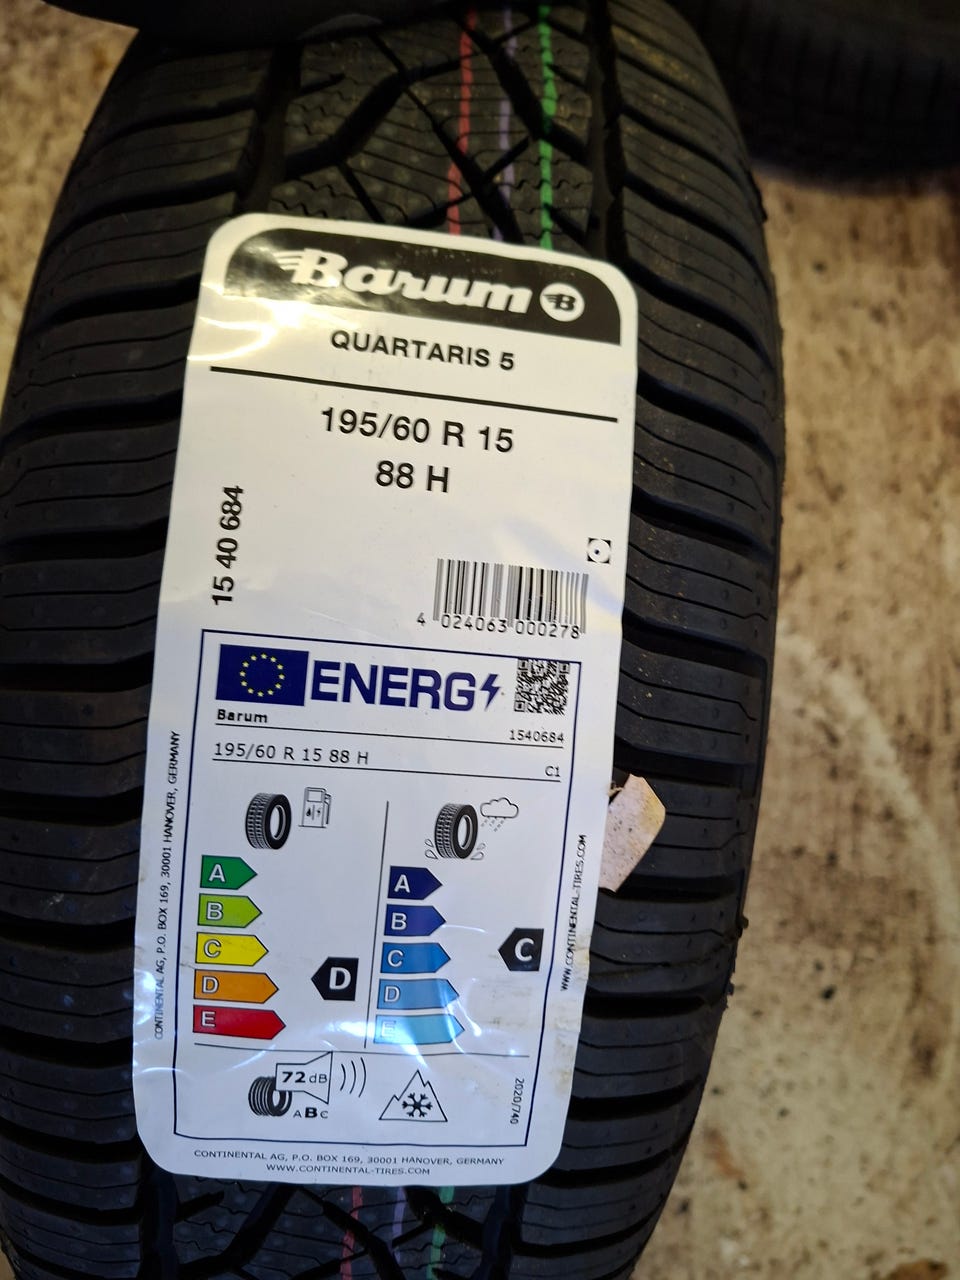 Barum B
QUARTARIS 5
195/60 R 15
88 H
15 40 684
4 024063 000278
ENERG
Barum
1540684
195/60 R 15 88 H
C1
A
B
C
D
E
D
A
B
C
D
E
C
72 dB
ABC
2020/740
CONTINENTAL AG, P.O. BOX 169, 30001 HANOVER, GERMANY
WWW.CONTINENTAL-TIRES.COM
CONTINENTAL AG, P.O. BOX 169, 30001 HANOVER, GERMANY
WWW.CONTINENTAL-TIRES.COM